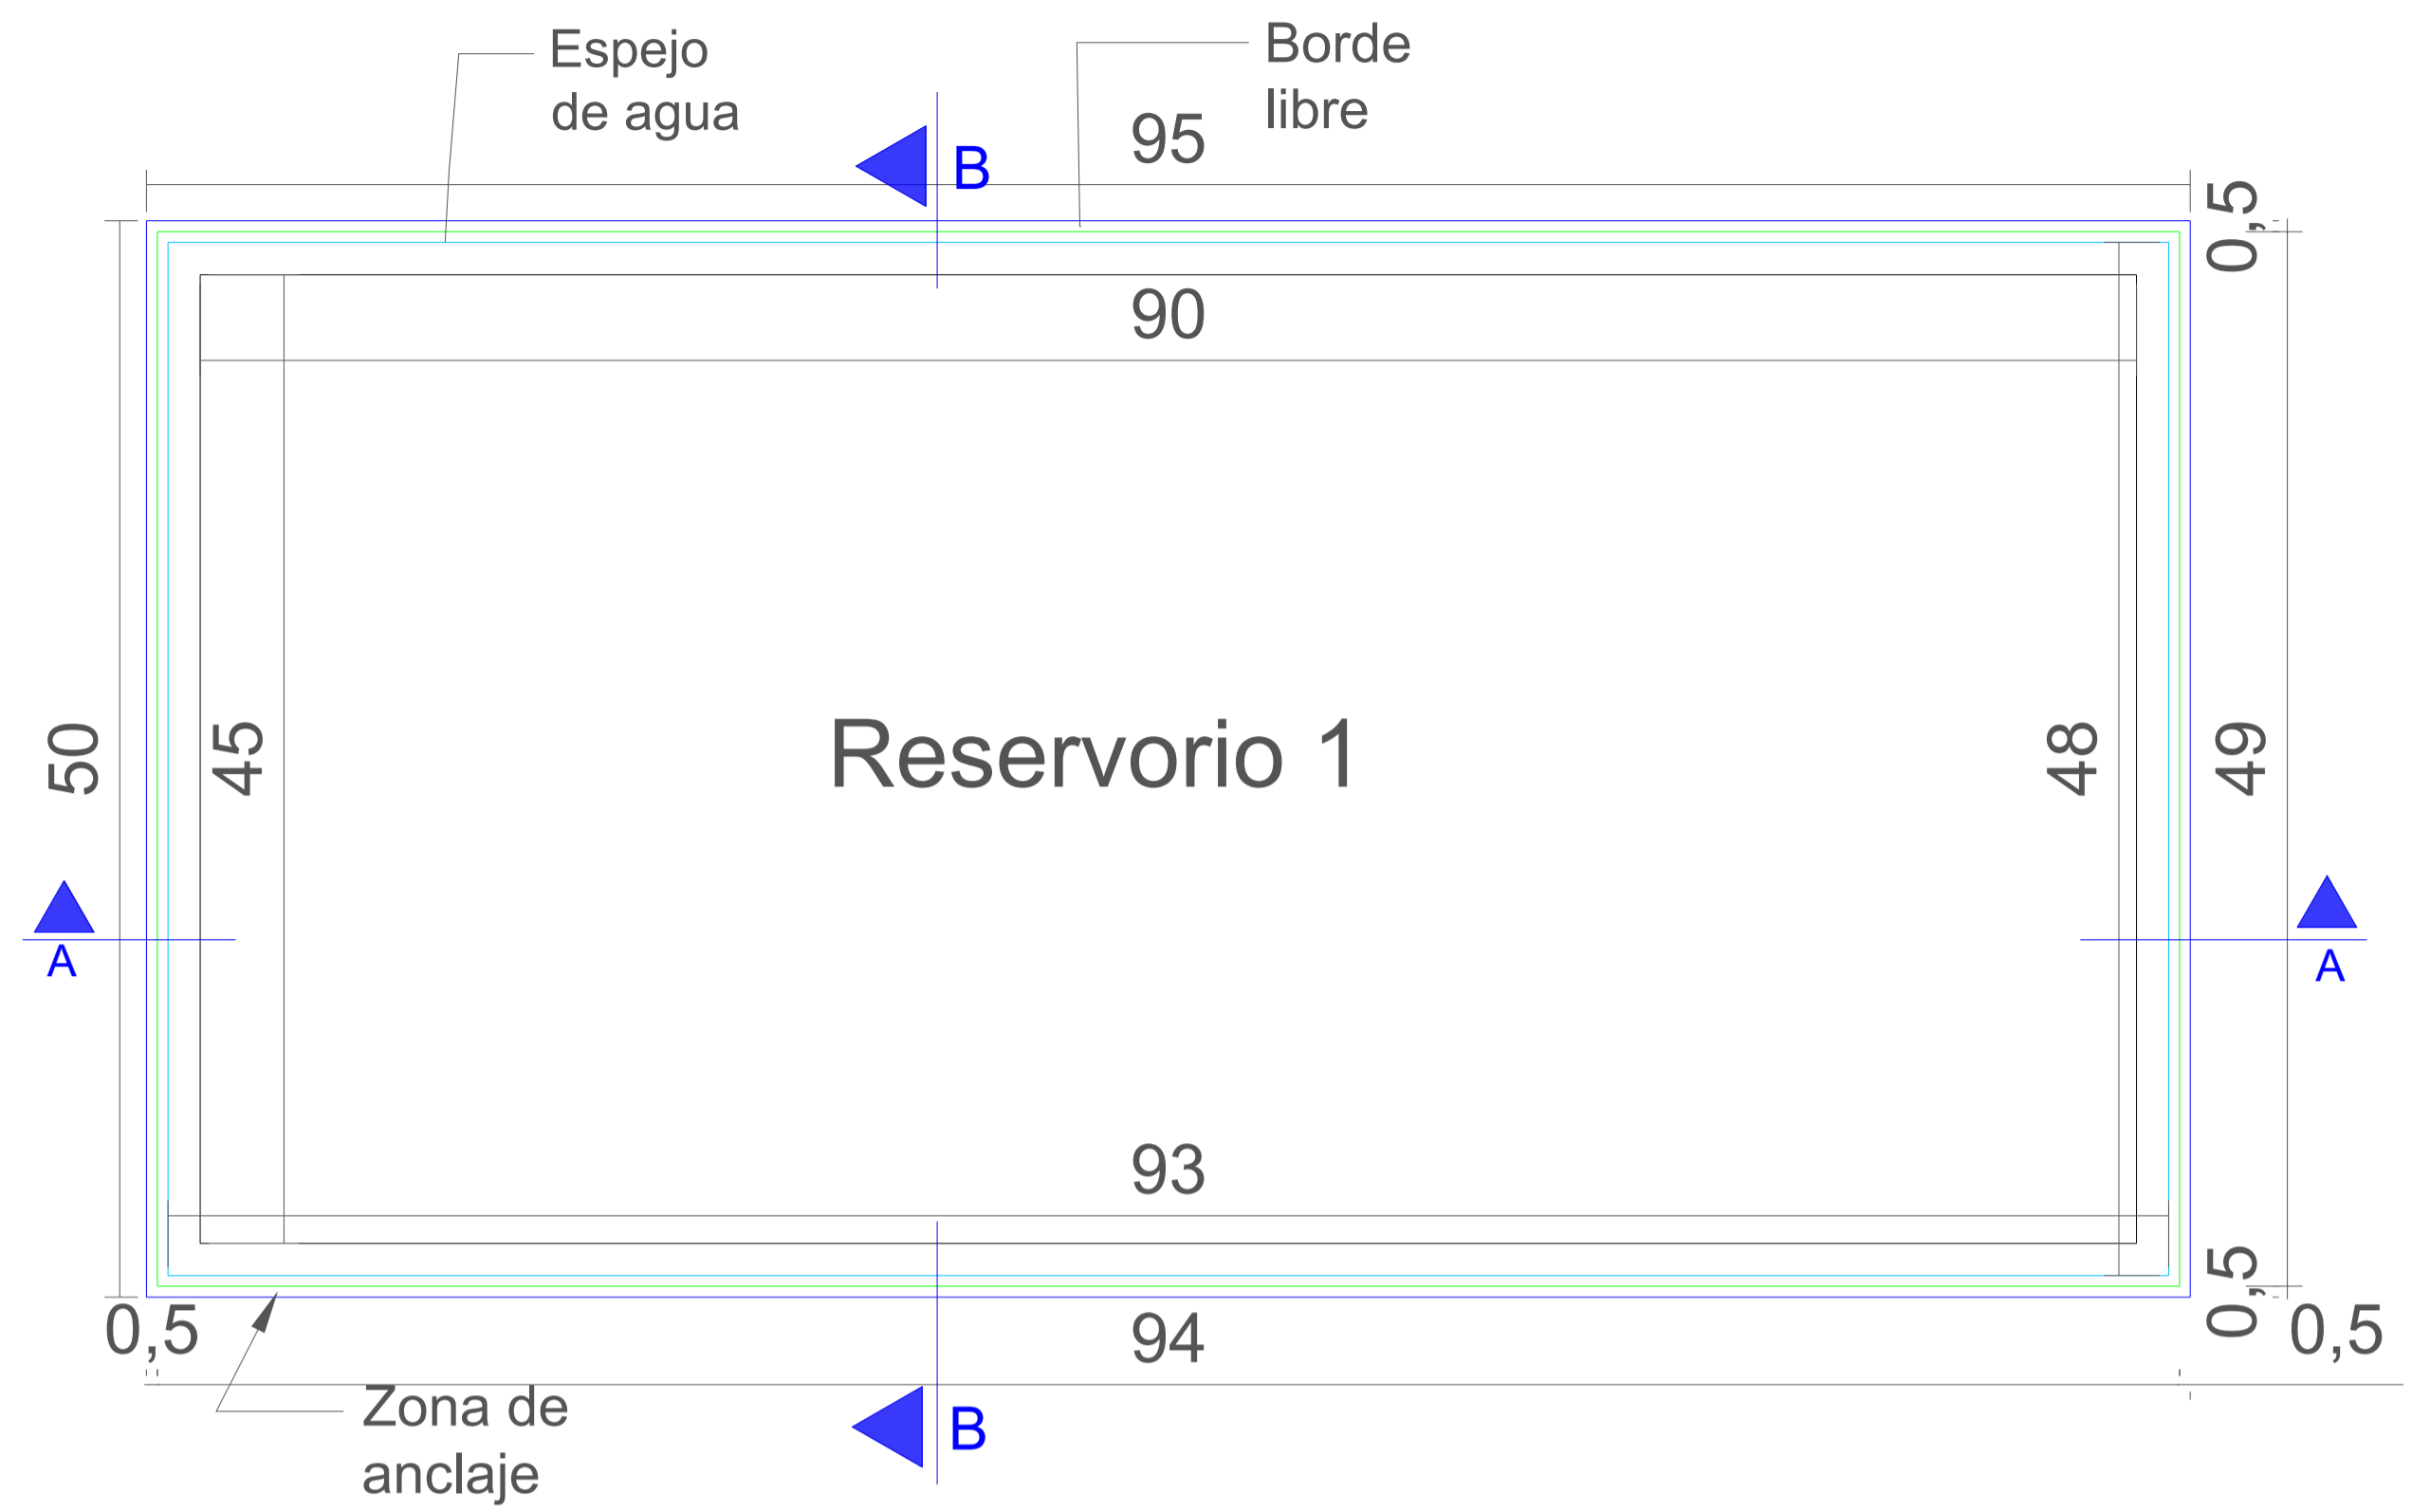 Espejo
de agua
Borde
libre
95
B
0,5
90
50
45
Reservorio 1
48
49
A
A
93
0,5
0,5
94
0,5
Zona de
anclaje
B